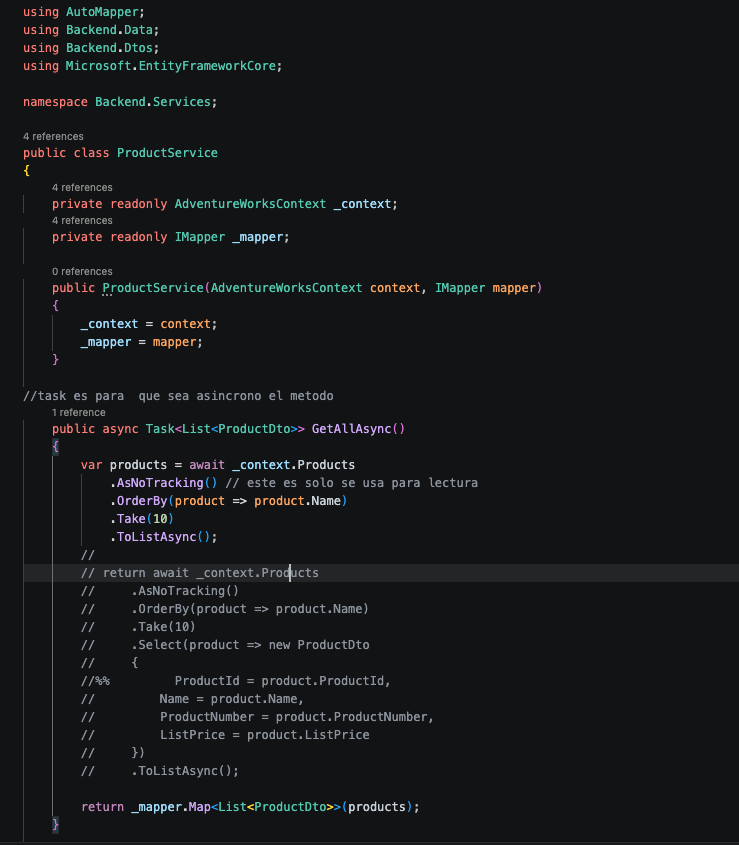 using AutoMapper;
using Backend.Data;
using Backend.Dtos;
using Microsoft.EntityFrameworkCore;

namespace Backend.Services;

4 references
public class ProductService
{
    4 references
    private readonly AdventureWorksContext _context;
    4 references
    private readonly IMapper _mapper;

    0 references
    public ProductService(AdventureWorksContext context, IMapper mapper)
    {
        _context = context;
        _mapper = mapper;
    }

//task es para  que sea asincrono el metodo
    1 reference
    public async Task<List<ProductDto>> GetAllAsync()
    {
        var products = await _context.Products
            .AsNoTracking() // este es solo se usa para lectura
            .OrderBy(product => product.Name)
            .Take(10)
            .ToListAsync();
        //
        // return await _context.Products
        //     .AsNoTracking()
        //     .OrderBy(product => product.Name)
        //     .Take(10)
        //     .Select(product => new ProductDto
        //     {
        //%%         ProductId = product.ProductId,
        //         Name = product.Name,
        //         ProductNumber = product.ProductNumber,
        //         ListPrice = product.ListPrice
        //     })
        //     .ToListAsync();

        return _mapper.Map<List<ProductDto>>(products);
    }